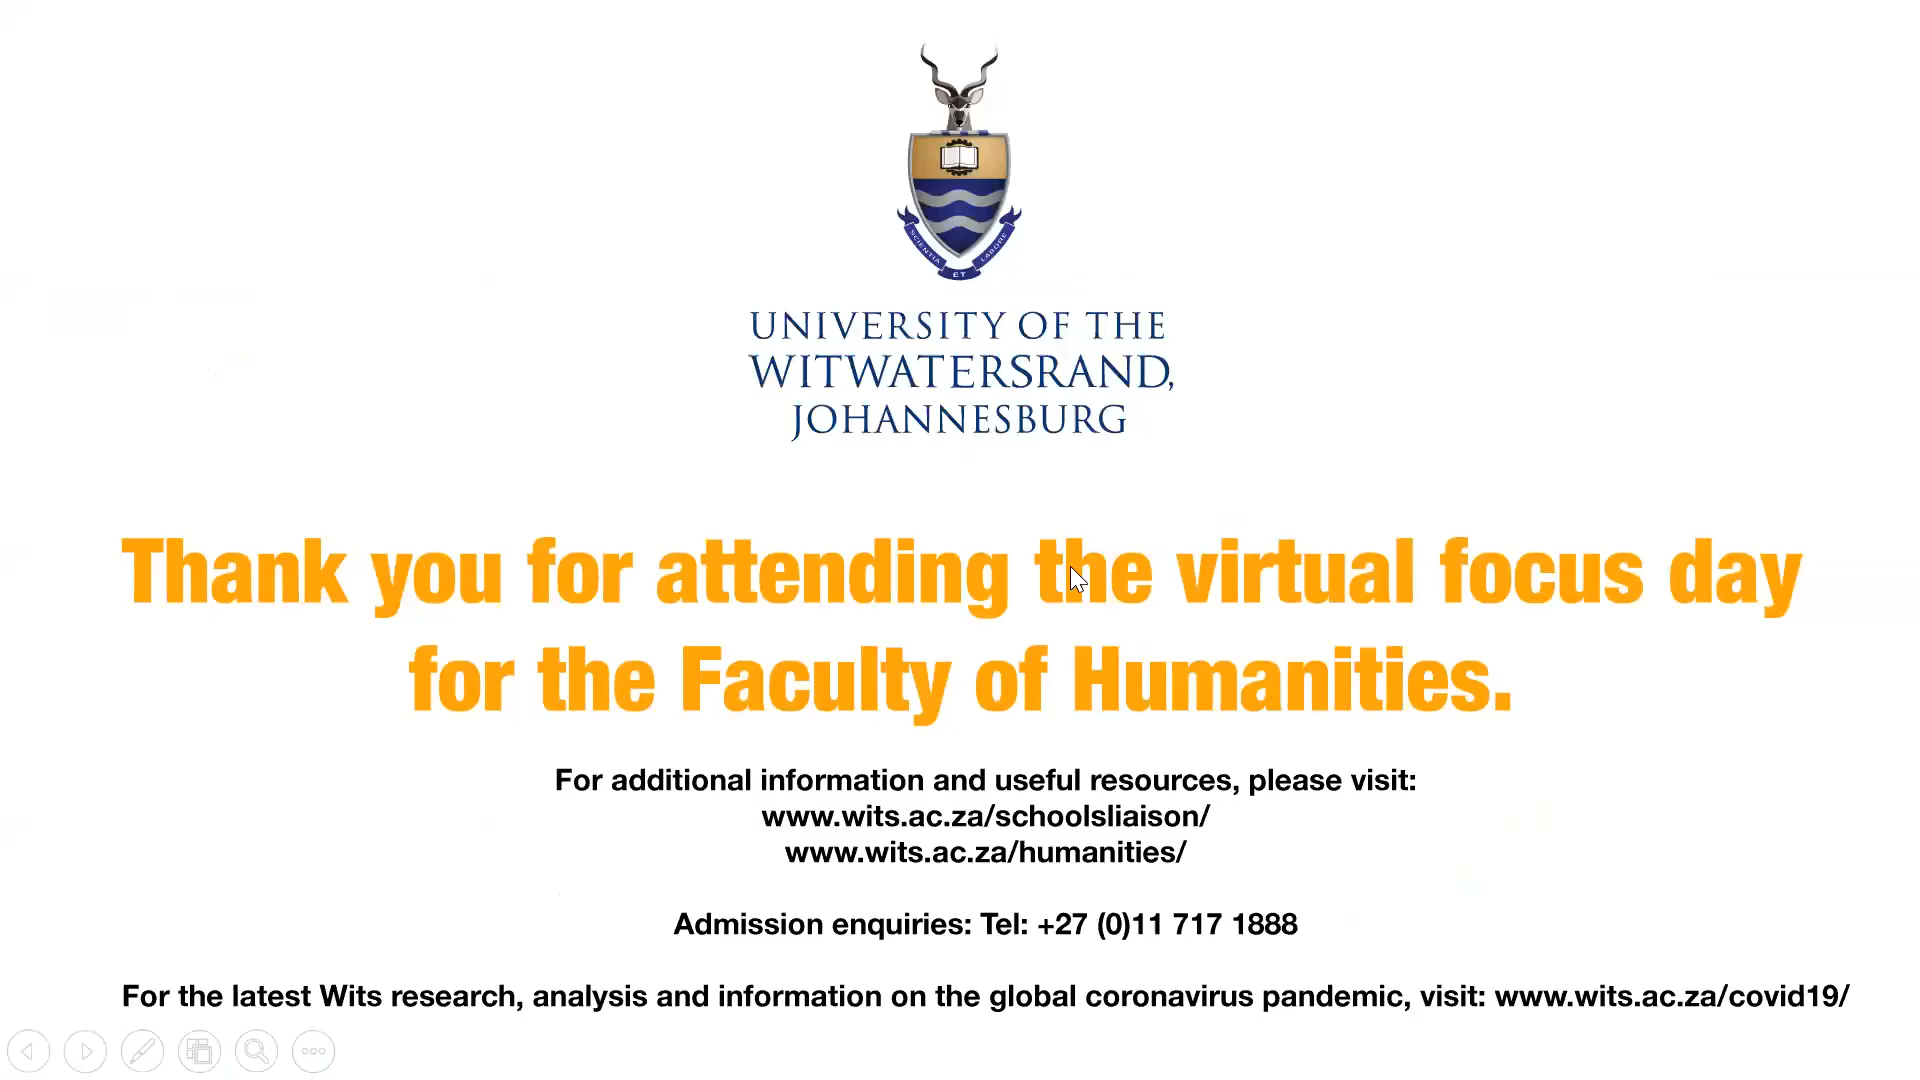 SCIENTIA ET LABORE
UNIVERSITY OF THE
WITWATERSRAND,
JOHANNESBURG
Thank you for attending the virtual focus day
for the Faculty of Humanities.
For additional information and useful resources, please visit:
www.wits.ac.za/schoolsliaison/
www.wits.ac.za/humanities/
Admission enquiries: Tel: +27 (0)11 717 1888
For the latest Wits research, analysis and information on the global coronavirus pandemic, visit: www.wits.ac.za/covid19/